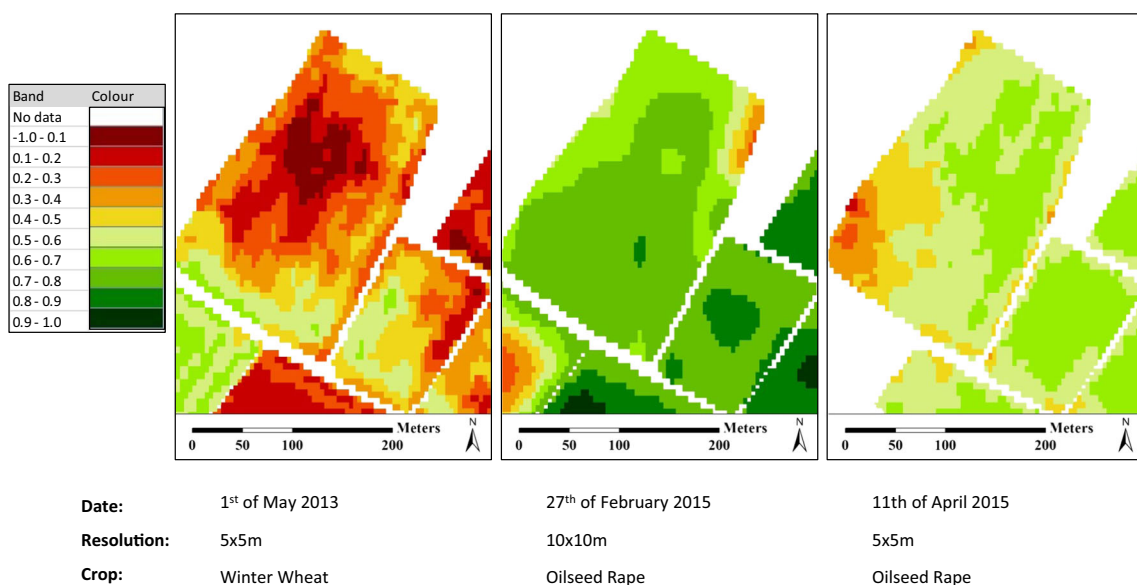 Band Colour
No data
-1.0 - 0.1
0.1 - 0.2
0.2 - 0.3
0.3 - 0.4
0.4 - 0.5
0.5 - 0.6
0.6 - 0.7
0.7 - 0.8
0.8 - 0.9
0.9 - 1.0
Meters N
0 50 100 200
Meters N
0 50 100 200
Meters N
0 50 100 200
Date: 1st of May 2013 27th of February 2015 11th of April 2015
Resolution: 5x5m 10x10m 5x5m
Crop: Winter Wheat Oilseed Rape Oilseed Rape